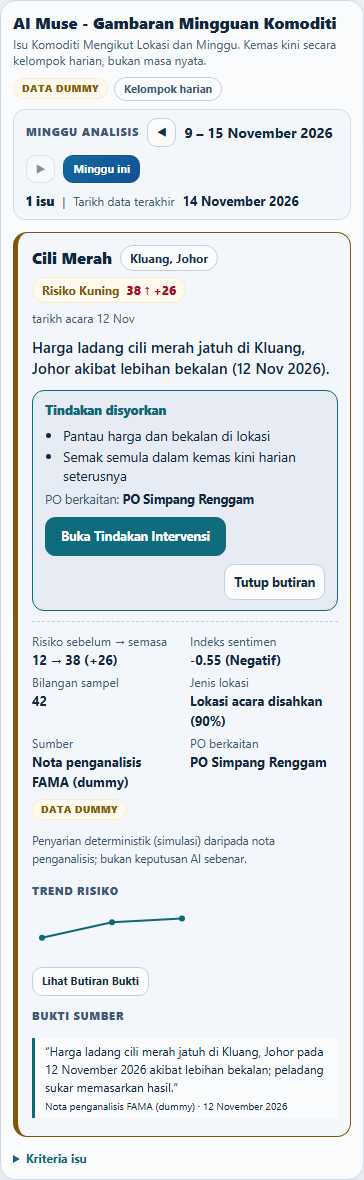 AI Muse - Gambaran Mingguan Komoditi
Isu Komoditi Mengikut Lokasi dan Minggu. Kemas kini secara
kelompok harian, bukan masa nyata.
DATA DUMMY Kelompok harian
MINGGU ANALISIS ◀ 9 – 15 November 2026
▶ Minggu ini
1 isu | Tarikh data terakhir 14 November 2026
Cili Merah Kluang, Johor
Risiko Kuning 38 ↑ +26
tarikh acara 12 Nov
Harga ladang cili merah jatuh di Kluang,
Johor akibat lebihan bekalan (12 Nov 2026).
Tindakan disyorkan
• Pantau harga dan bekalan di lokasi
• Semak semula dalam kemas kini harian
seterusnya
PO berkaitan: PO Simpang Renggam
Buka Tindakan Intervensi
Tutup butiran
Risiko sebelum → semasa
12 → 38 (+26)
Indeks sentimen
-0.55 (Negatif)
Bilangan sampel
42
Jenis lokasi
Lokasi acara disahkan
(90%)
Sumber
Nota penganalisis
FAMA (dummy)
PO berkaitan
PO Simpang Renggam
DATA DUMMY
Penyarian deterministik (simulasi) daripada nota
penganalisis; bukan keputusan AI sebenar.
TREND RISIKO
Lihat Butiran Bukti
BUKTI SUMBER
“Harga ladang cili merah jatuh di Kluang, Johor pada
12 November 2026 akibat lebihan bekalan; peladang
sukar memasarkan hasil.”
Nota penganalisis FAMA (dummy) · 12 November 2026
▶ Kriteria isu